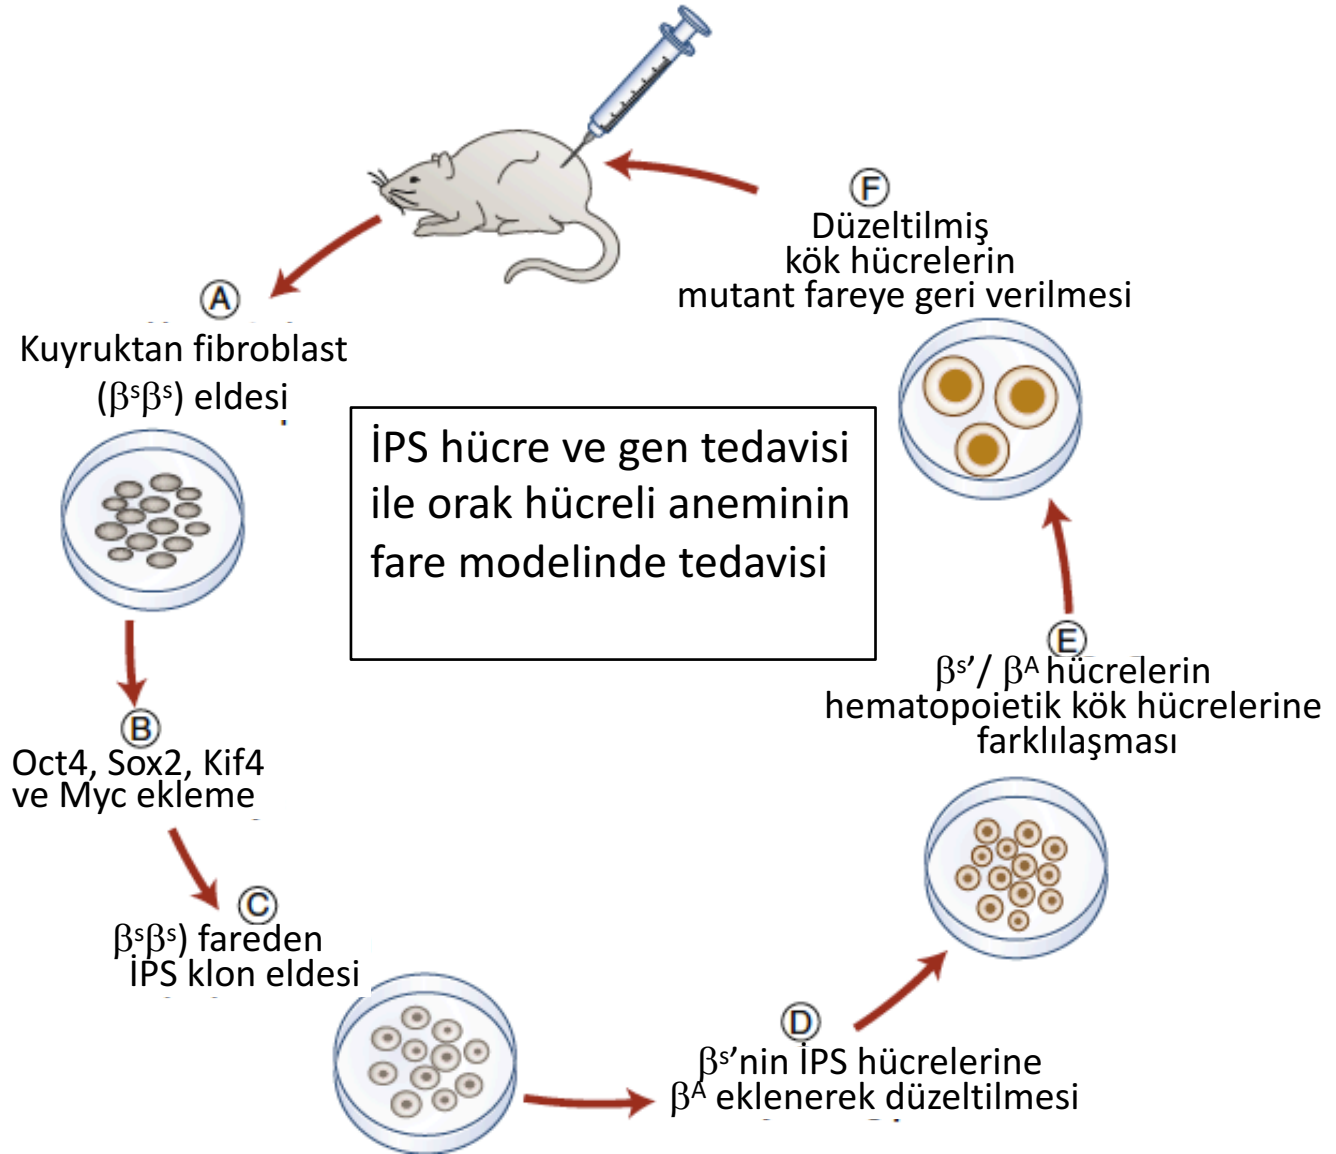 A
Kuyruktan fibroblast
(βˢβˢ) eldesi
B
Oct4, Sox2, Kif4
ve Myc ekleme
C
βˢβˢ) fareden
İPS klon eldesi
D
βˢ'nin İPS hücrelerine
βᴬ eklenerek düzeltilmesi
E
βˢ'/ βᴬ hücrelerin
hematopoietik kök hücrelerine
farklılaşması
F
Düzeltilmiş
kök hücrelerin
mutant fareye geri verilmesi
İPS hücre ve gen tedavisi
ile orak hücreli aneminin
fare modelinde tedavisi